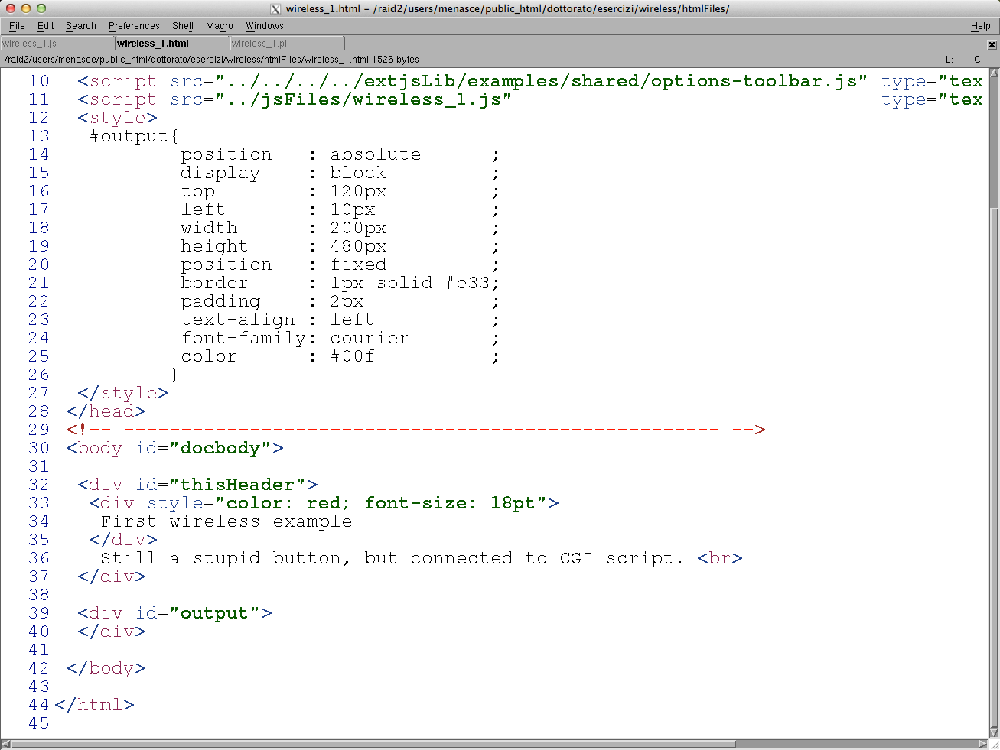 wireless_1.html – /raid2/users/menasce/public_html/dottorato/esercizi/wireless/htmlFiles/
File Edit Search Preferences Shell Macro Windows Help
wireless_1.js wireless_1.html wireless_1.pl
/raid2/users/menasce/public_html/dottorato/esercizi/wireless/htmlFiles/wireless_1.html 1526 bytes L: --- C: ---
10 <script src="../../../../extjsLib/examples/shared/options-toolbar.js" type="tex
11 <script src="../jsFiles/wireless_1.js" type="tex
12 <style>
13 #output{
14 position : absolute ;
15 display : block ;
16 top : 120px ;
17 left : 10px ;
18 width : 200px ;
19 height : 480px ;
20 position : fixed ;
21 border : 1px solid #e33;
22 padding : 2px ;
23 text-align : left ;
24 font-family: courier ;
25 color : #00f ;
26 }
27 </style>
28 </head>
29 <!-- ---------------------------------------------------- -->
30 <body id="docbody">
31
32 <div id="thisHeader">
33 <div style="color: red; font-size: 18pt">
34 First wireless example
35 </div>
36 Still a stupid button, but connected to CGI script. <br>
37 </div>
38
39 <div id="output">
40 </div>
41
42 </body>
43
44 </html>
45